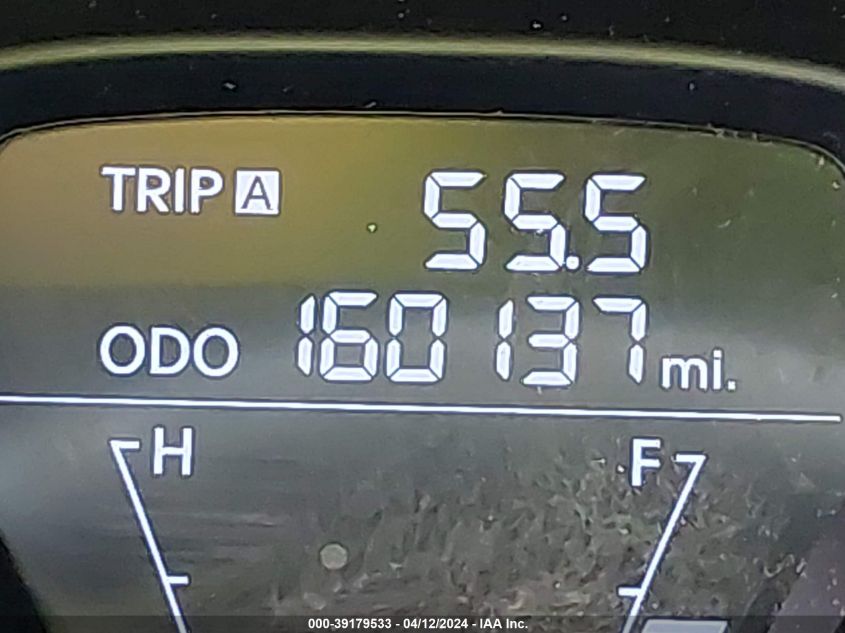 TRIP A 55.5
ODO 160137 mi.
H F
000-39179533 - 04/12/2024 - IAA Inc.